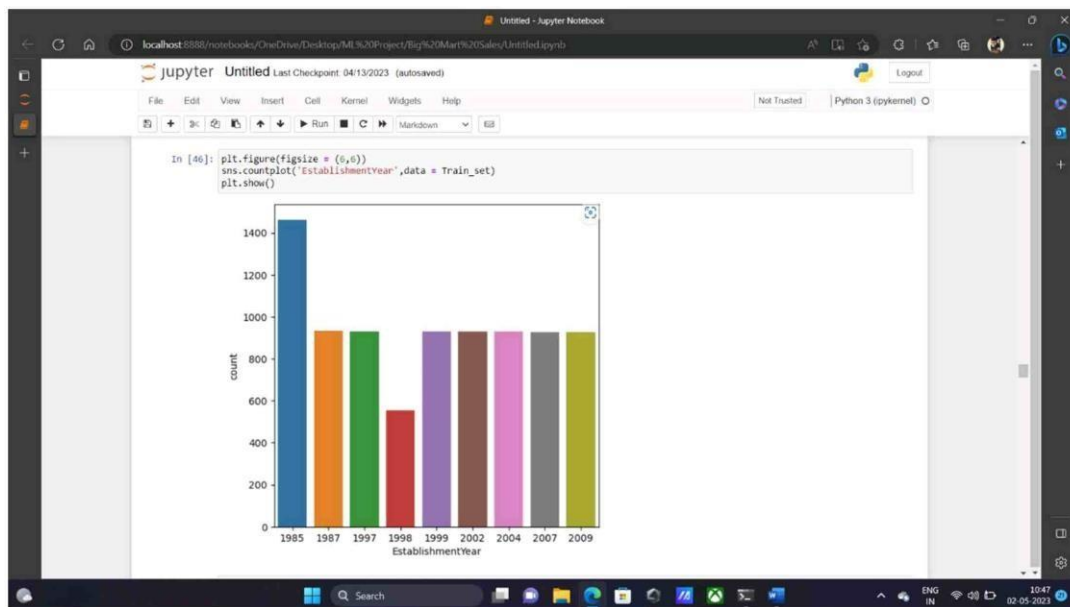 Untitled - Jupyter Notebook
localhost:8888/notebooks/OneDrive/Desktop/ML%20Project/Big%20Mart%20Sales/Untitled.ipynb
jupyter Untitled Last Checkpoint: 04/13/2023 (autosaved)
Logout
File Edit View Insert Cell Kernel Widgets Help
Not Trusted
Python 3 (ipykernel)
Run
Markdown
In [46]: plt.figure(figsize = (6,6))
sns.countplot('EstablishmentYear',data = Train_set)
plt.show()
1400
1200
1000
800
600
400
200
0
count
1985 1987 1997 1998 1999 2002 2004 2007 2009
EstablishmentYear
Search
ENG
IN
10:47
02-05-2023